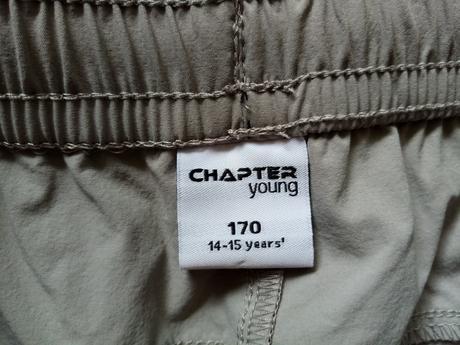 CHAPTER
young
170
14-15 years'